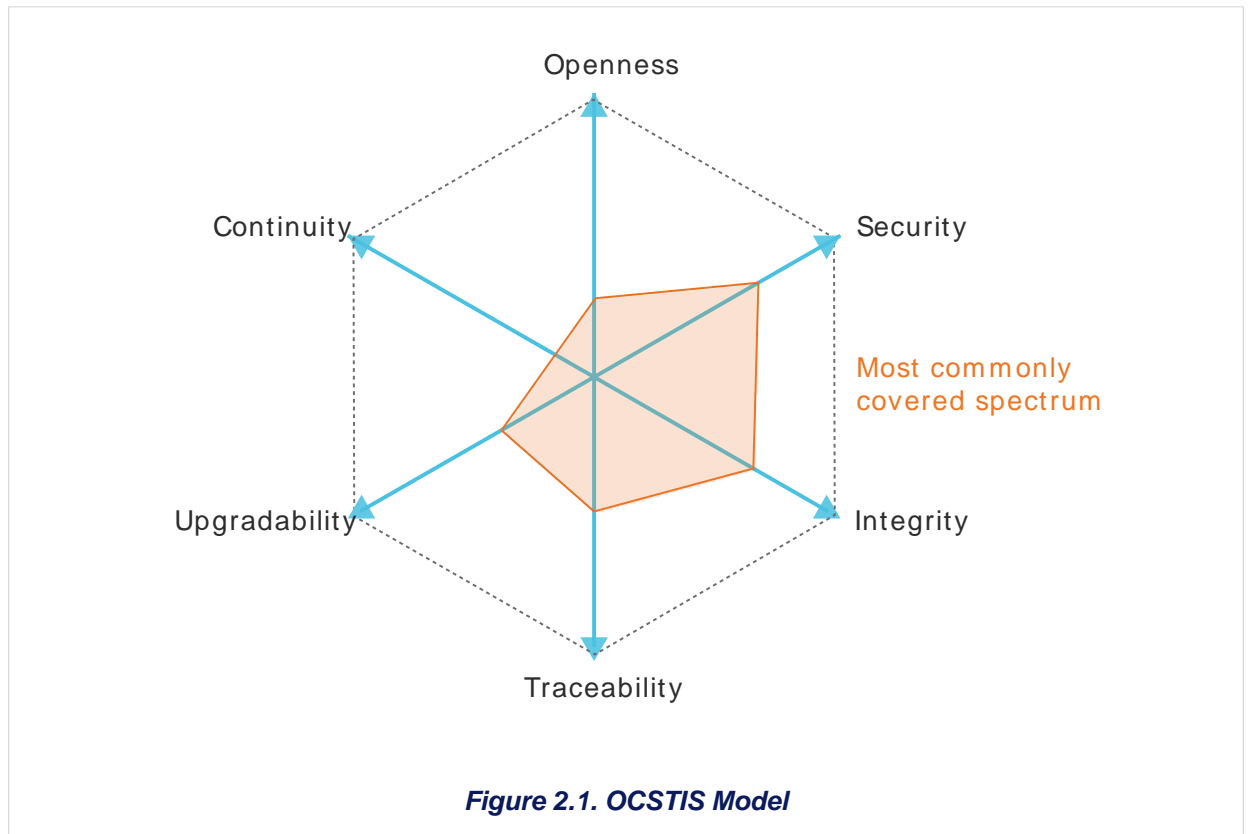 Openness
Continuity
Security
Most commonly
covered spectrum
Upgradability
Integrity
Traceability
Figure 2.1. OCSTIS Model